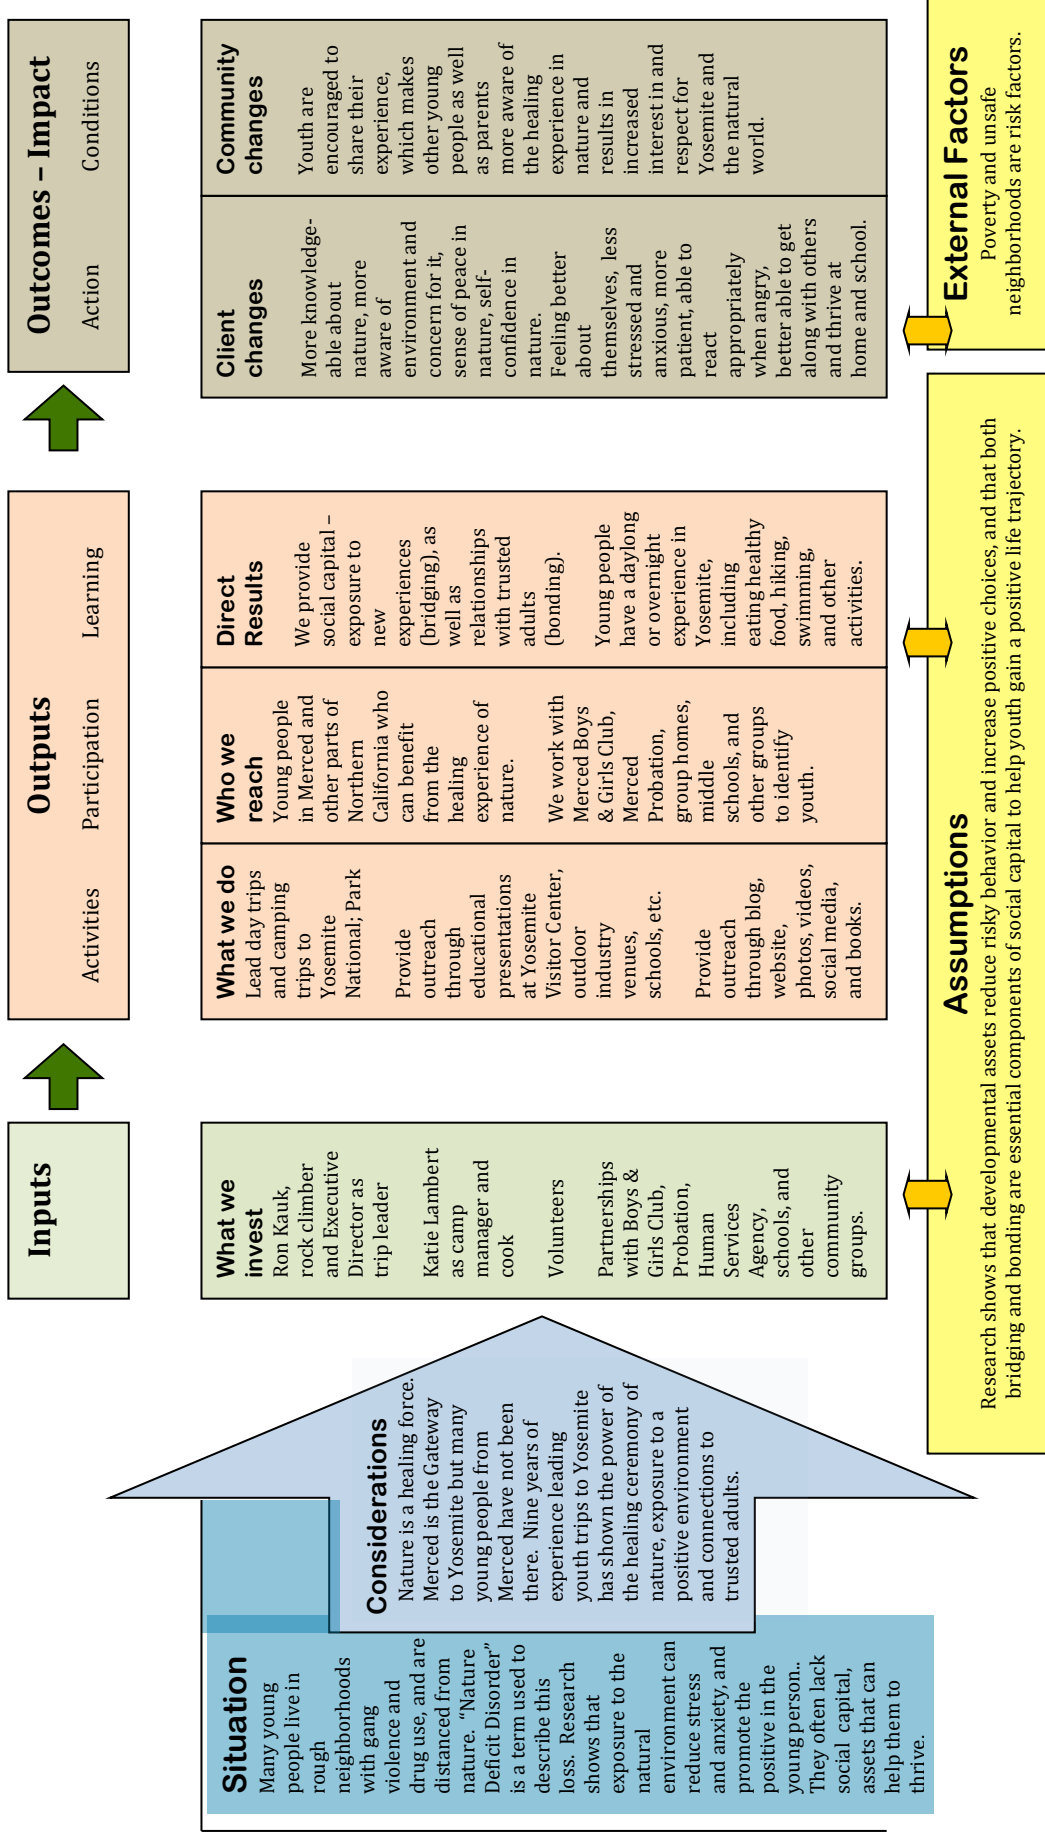 Situation
Many young
people live in
rough
neighborhoods
with gang
violence and
drug use, and are
distanced from
nature. “Nature
Deficit Disorder”
is a term used to
describe this
loss. Research
shows that
exposure to the
natural
environment can
reduce stress
and anxiety, and
promote the
positive in the
young person..
They often lack
social capital,
assets that can
help them to
thrive.
Considerations
Nature is a healing force.
Merced is the Gateway
to Yosemite but many
young people from
Merced have not been
there. Nine years of
experience leading
youth trips to Yosemite
has shown the power of
the healing ceremony of
nature, exposure to a
positive environment
and connections to
trusted adults.
Inputs
What we
invest
Ron Kauk,
rock climber
and Executive
Director as
trip leader
Katie Lambert
as camp
manager and
cook
Volunteers
Partnerships
with Boys &
Girls Club,
Probation,
Human
Services
Agency,
schools, and
other
community
groups.
Outputs
Activities Participation Learning
What we do
Lead day trips
and camping
trips to
Yosemite
National; Park
Provide
outreach
through
educational
presentations
at Yosemite
Visitor Center,
outdoor
industry
venues,
schools, etc.
Provide
outreach
through blog,
website,
photos, videos,
social media,
and books.
Who we
reach
Young people
in Merced and
other parts of
Northern
California who
can benefit
from the
healing
experience of
nature.
We work with
Merced Boys
& Girls Club,
Merced
Probation,
group homes,
middle
schools, and
other groups
to identify
youth.
Direct
Results
We provide
social capital –
exposure to
new
experiences
(bridging), as
well as
relationships
with trusted
adults
(bonding).
Young people
have a daylong
or overnight
experience in
Yosemite,
including
eating healthy
food, hiking,
swimming,
and other
activities.
Outcomes – Impact
Action Conditions
Client
changes
More knowledge-
able about
nature, more
aware of
environment and
concern for it,
sense of peace in
nature, self-
confidence in
nature.
Feeling better
about
themselves, less
stressed and
anxious, more
patient, able to
react
appropriately
when angry,
better able to get
along with others
and thrive at
home and school.
Community
changes
Youth are
encouraged to
share their
experience,
which makes
other young
people as well
as parents
more aware of
the healing
experience in
nature and
results in
increased
interest in and
respect for
Yosemite and
the natural
world.
Assumptions
Research shows that developmental assets reduce risky behavior and increase positive choices, and that both
bridging and bonding are essential components of social capital to help youth gain a positive life trajectory.
External Factors
Poverty and unsafe
neighborhoods are risk factors.